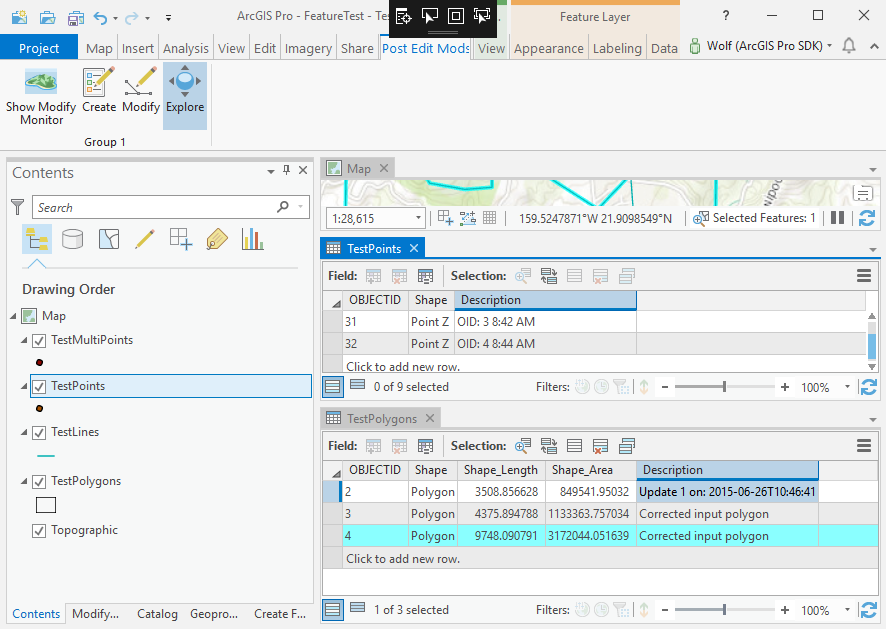 ArcGIS Pro - FeatureTest - Tes
Feature Layer
?
Project Map Insert Analysis View Edit Imagery Share Post Edit Mods View Appearance Labeling Data Wolf (ArcGIS Pro SDK)
Show Modify Monitor
Create
Modify
Explore
Group 1
Contents
Search
Drawing Order
Map
TestMultiPoints
TestPoints
TestLines
TestPolygons
Topographic
Contents Modify... Catalog Geopro... Create F...
Map
1:28,615 159.5247871°W 21.9098549°N Selected Features: 1
TestPoints
Field: Selection:
OBJECTID Shape Description
31 Point Z OID: 3 8:42 AM
32 Point Z OID: 4 8:44 AM
Click to add new row.
0 of 9 selected Filters: - + 100%
TestPolygons
Field: Selection:
OBJECTID Shape Shape_Length Shape_Area Description
2 Polygon 3508.856628 849541.95032 Update 1 on: 2015-06-26T10:46:41
3 Polygon 4375.894788 1133363.757034 Corrected input polygon
4 Polygon 9748.090791 3172044.051639 Corrected input polygon
Click to add new row.
1 of 3 selected Filters: - + 100%